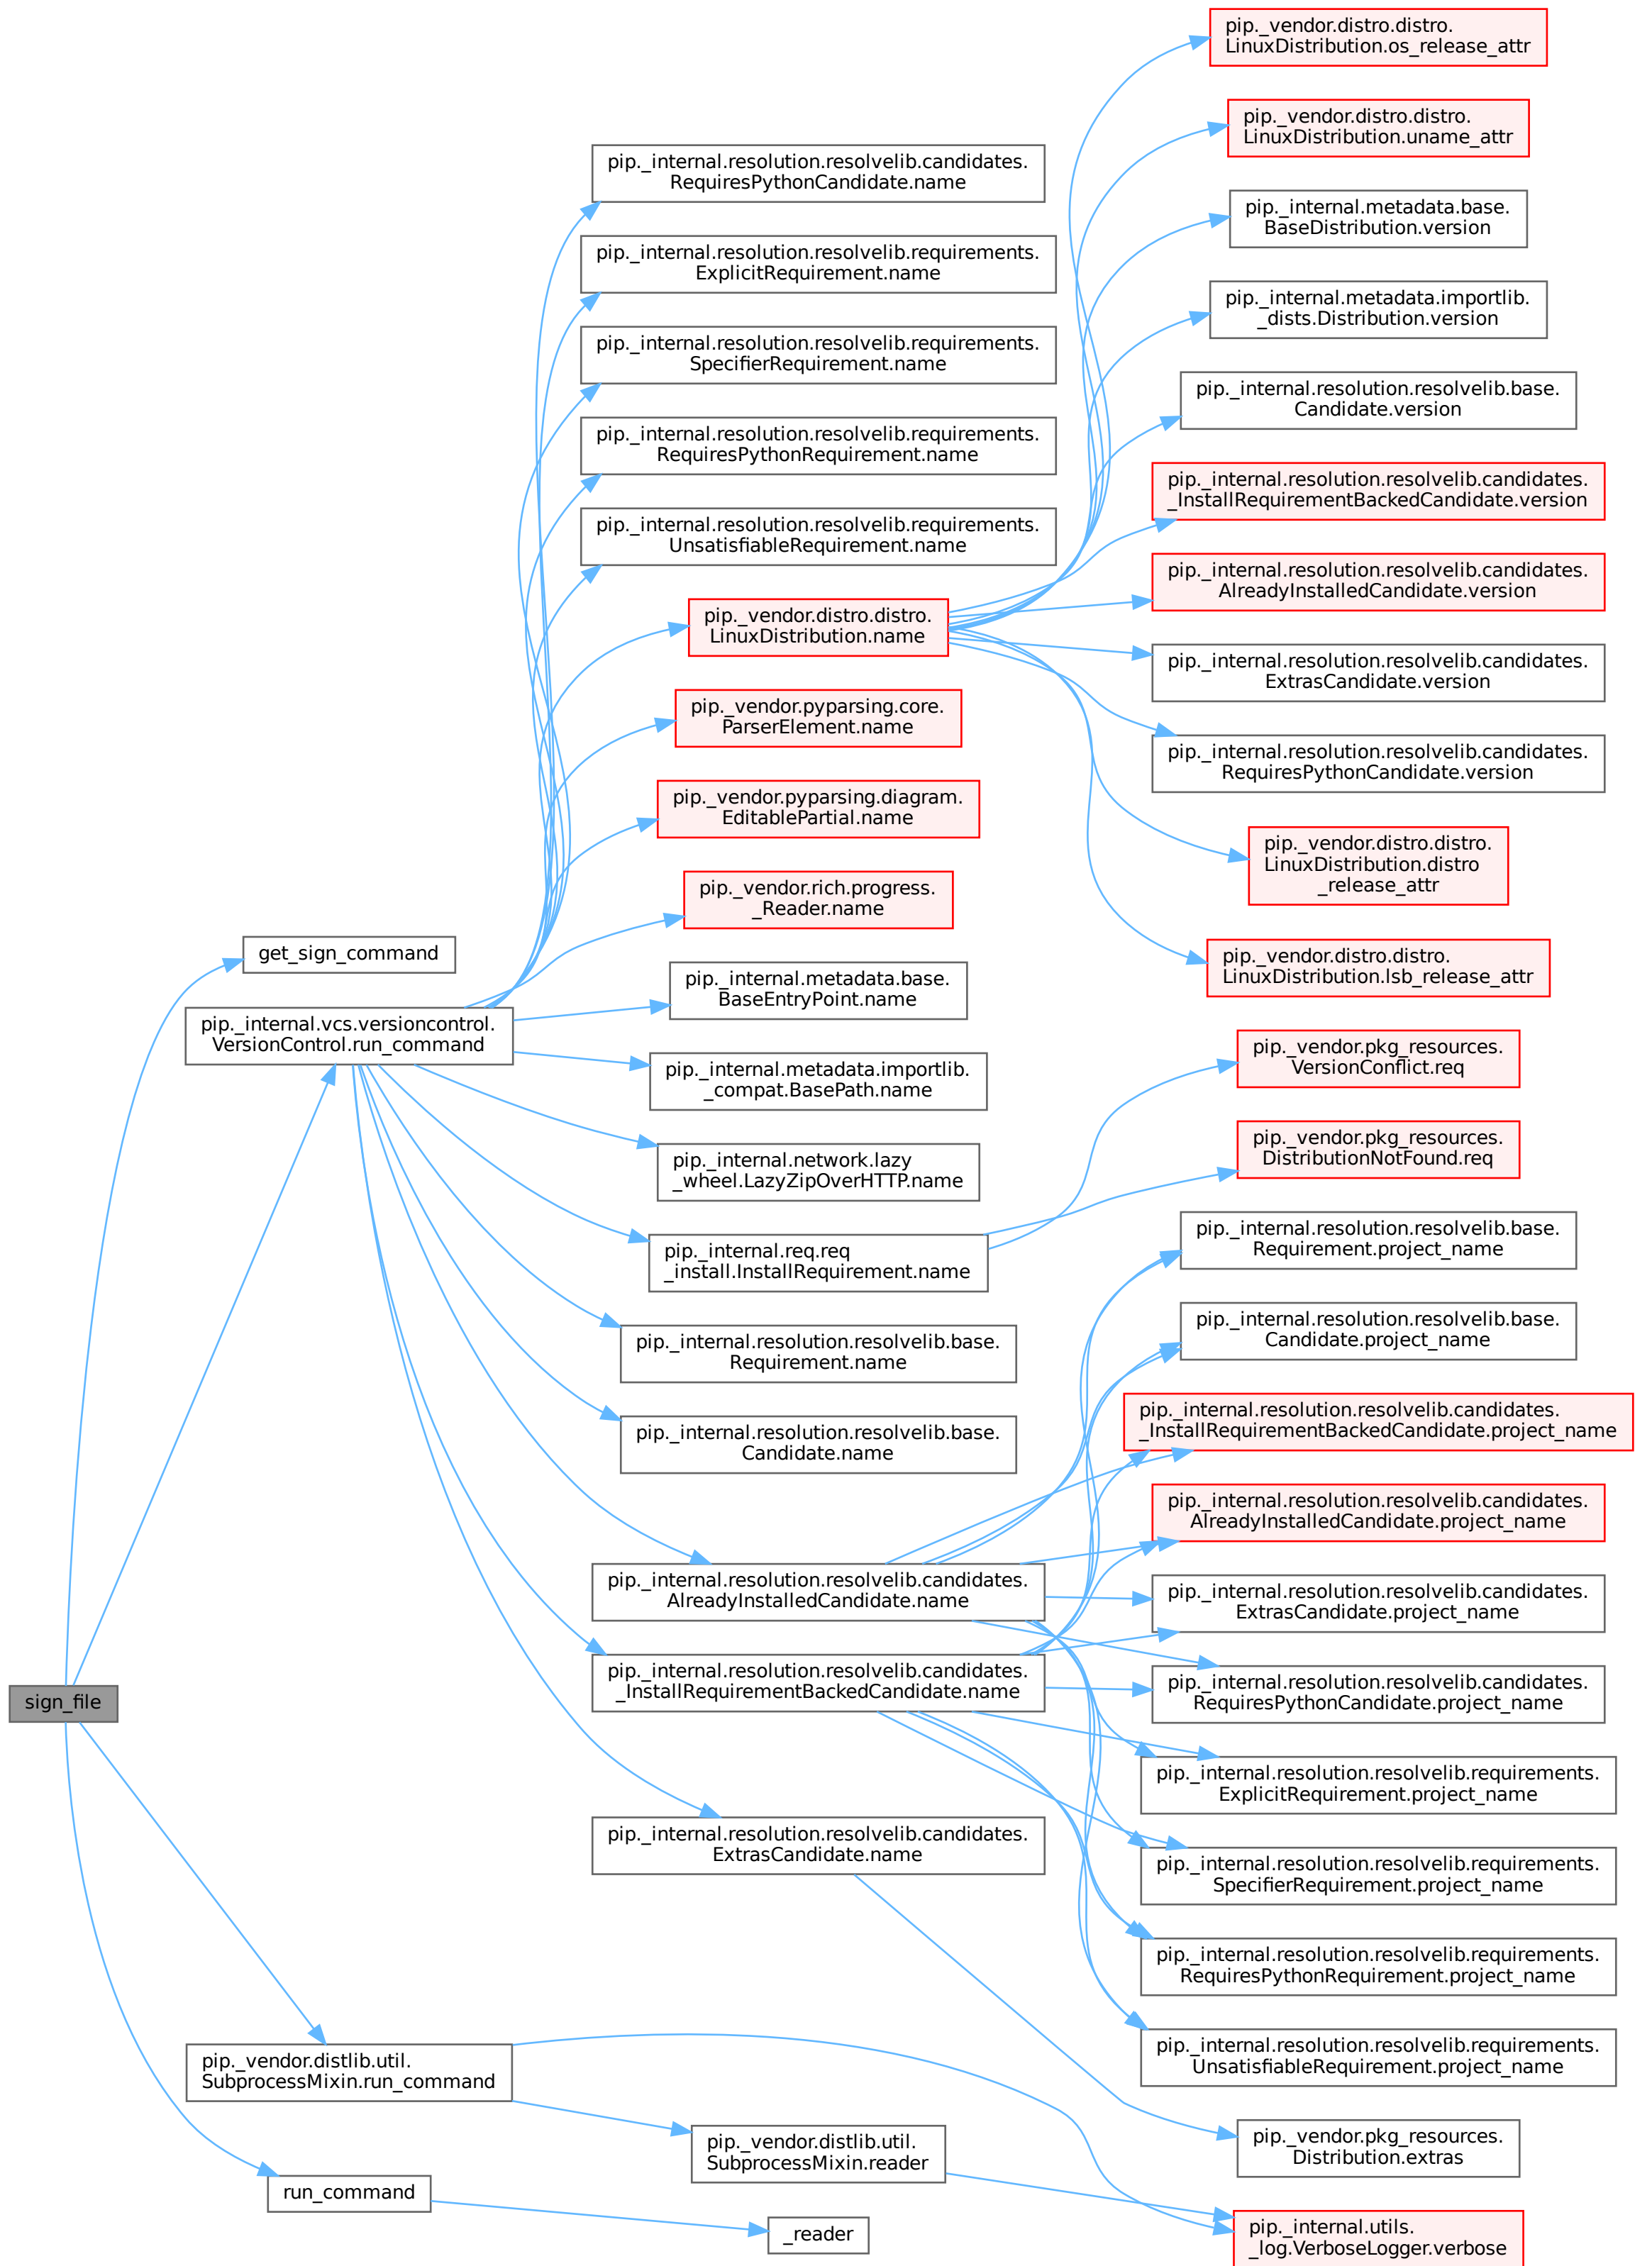 sign_file
get_sign_command
pip._internal.vcs.versioncontrol.
VersionControl.run_command
pip._vendor.distlib.util.
SubprocessMixin.run_command
run_command
pip._internal.resolution.resolvelib.candidates.
RequiresPythonCandidate.name
pip._internal.resolution.resolvelib.requirements.
ExplicitRequirement.name
pip._internal.resolution.resolvelib.requirements.
SpecifierRequirement.name
pip._internal.resolution.resolvelib.requirements.
RequiresPythonRequirement.name
pip._internal.resolution.resolvelib.requirements.
UnsatisfiableRequirement.name
pip._vendor.distro.distro.
LinuxDistribution.name
pip._vendor.pyparsing.core.
ParserElement.name
pip._vendor.pyparsing.diagram.
EditablePartial.name
pip._vendor.rich.progress.
_Reader.name
pip._internal.metadata.base.
BaseEntryPoint.name
pip._internal.metadata.importlib.
_compat.BasePath.name
pip._internal.network.lazy
_wheel.LazyZipOverHTTP.name
pip._internal.req.req
_install.InstallRequirement.name
pip._internal.resolution.resolvelib.base.
Requirement.name
pip._internal.resolution.resolvelib.base.
Candidate.name
pip._internal.resolution.resolvelib.candidates.
AlreadyInstalledCandidate.name
pip._internal.resolution.resolvelib.candidates.
_InstallRequirementBackedCandidate.name
pip._internal.resolution.resolvelib.candidates.
ExtrasCandidate.name
pip._vendor.distlib.util.
SubprocessMixin.reader
_reader
pip._vendor.distro.distro.
LinuxDistribution.os_release_attr
pip._vendor.distro.distro.
LinuxDistribution.uname_attr
pip._internal.metadata.base.
BaseDistribution.version
pip._internal.metadata.importlib.
_dists.Distribution.version
pip._internal.resolution.resolvelib.base.
Candidate.version
pip._internal.resolution.resolvelib.candidates.
_InstallRequirementBackedCandidate.version
pip._internal.resolution.resolvelib.candidates.
AlreadyInstalledCandidate.version
pip._internal.resolution.resolvelib.candidates.
ExtrasCandidate.version
pip._internal.resolution.resolvelib.candidates.
RequiresPythonCandidate.version
pip._vendor.distro.distro.
LinuxDistribution.distro
_release_attr
pip._vendor.distro.distro.
LinuxDistribution.lsb_release_attr
pip._vendor.pkg_resources.
VersionConflict.req
pip._vendor.pkg_resources.
DistributionNotFound.req
pip._internal.resolution.resolvelib.base.
Requirement.project_name
pip._internal.resolution.resolvelib.base.
Candidate.project_name
pip._internal.resolution.resolvelib.candidates.
_InstallRequirementBackedCandidate.project_name
pip._internal.resolution.resolvelib.candidates.
AlreadyInstalledCandidate.project_name
pip._internal.resolution.resolvelib.candidates.
ExtrasCandidate.project_name
pip._internal.resolution.resolvelib.candidates.
RequiresPythonCandidate.project_name
pip._internal.resolution.resolvelib.requirements.
ExplicitRequirement.project_name
pip._internal.resolution.resolvelib.requirements.
SpecifierRequirement.project_name
pip._internal.resolution.resolvelib.requirements.
RequiresPythonRequirement.project_name
pip._internal.resolution.resolvelib.requirements.
UnsatisfiableRequirement.project_name
pip._vendor.pkg_resources.
Distribution.extras
pip._internal.utils.
_log.VerboseLogger.verbose